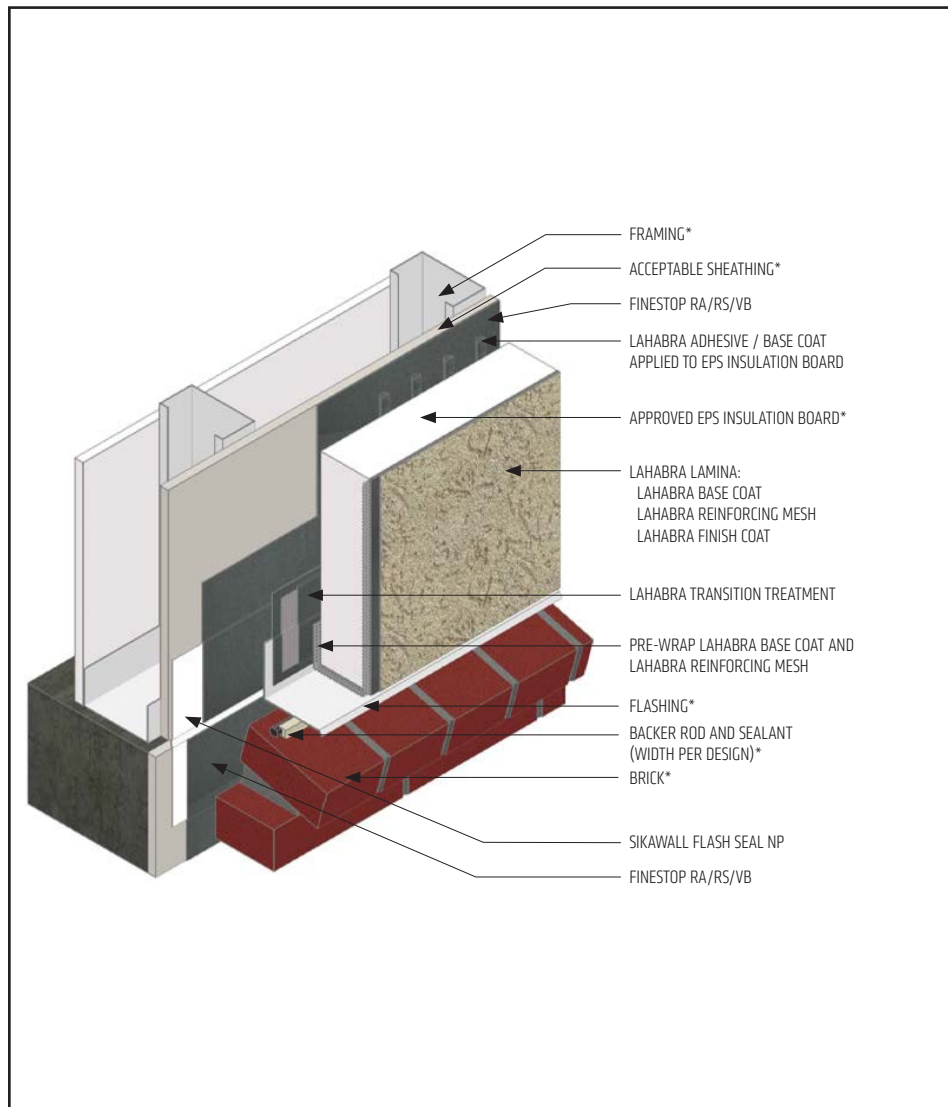 FRAMING*
ACCEPTABLE SHEATHING*
FINESTOP RA/RS/VB
LAHABRA ADHESIVE / BASE COAT
APPLIED TO EPS INSULATION BOARD
APPROVED EPS INSULATION BOARD*
LAHABRA LAMINA:
LAHABRA BASE COAT
LAHABRA REINFORCING MESH
LAHABRA FINISH COAT
LAHABRA TRANSITION TREATMENT
PRE-WRAP LAHABRA BASE COAT AND
LAHABRA REINFORCING MESH
FLASHING*
BACKER ROD AND SEALANT
(WIDTH PER DESIGN)*
BRICK*
SIKAWALL FLASH SEAL NP
FINESTOP RA/RS/VB